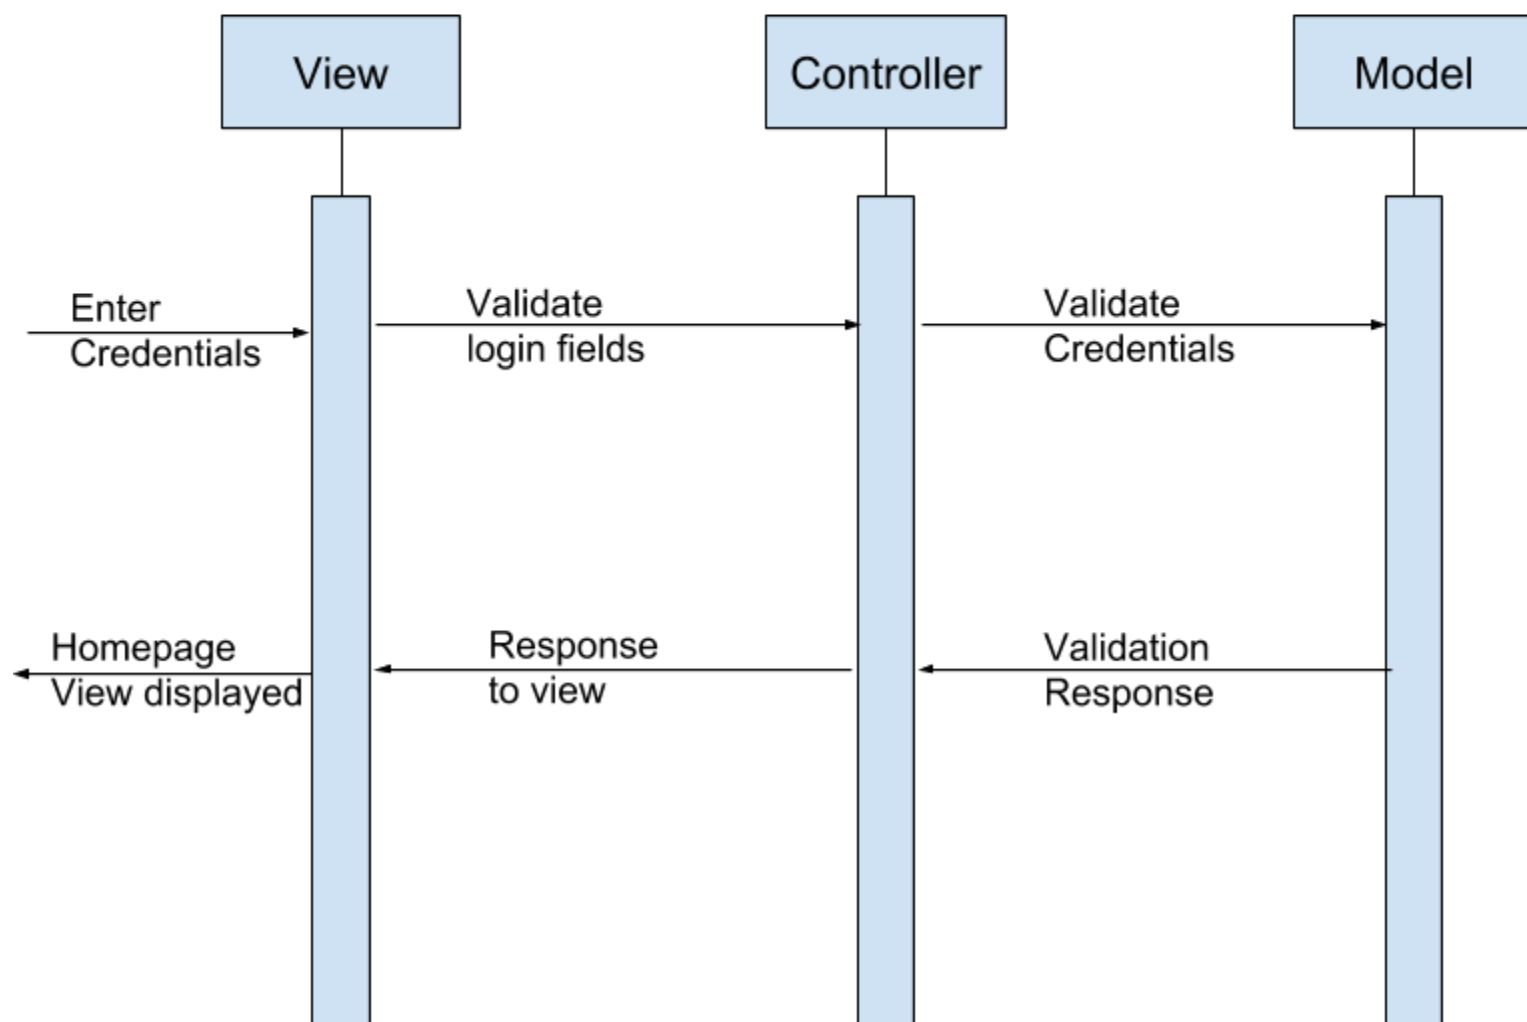 View
Controller
Model
Enter
Credentials
Validate
login fields
Validate
Credentials
Homepage
View displayed
Response
to view
Validation
Response